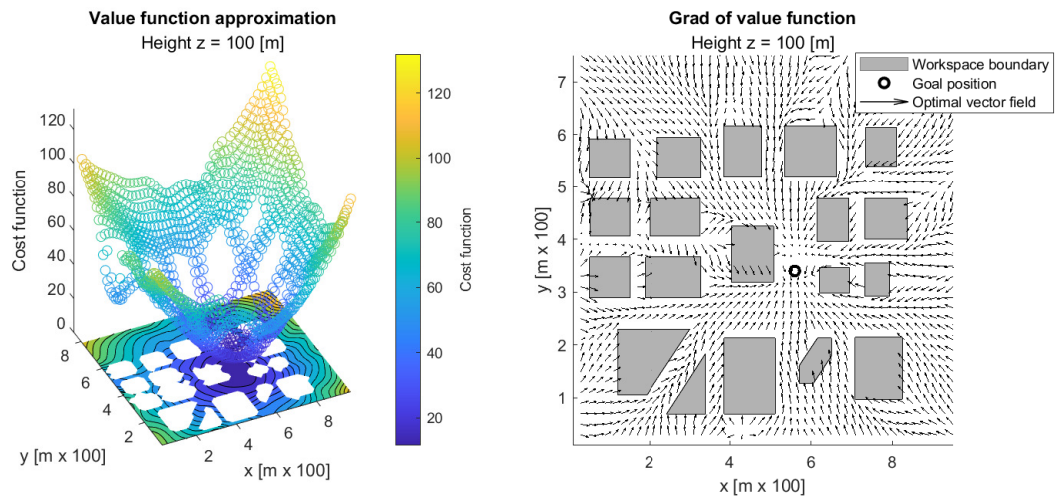 Value function approximation
Height z = 100 [m]
120
100
80
60
40
20
0
Cost function
8
6
4
2
y [m x 100]
2
4
6
8
x [m x 100]
120
100
80
60
40
20
Cost function
Grad of value function
Height z = 100 [m]
Workspace boundary
Goal position
Optimal vector field
7
6
5
4
3
2
1
y [m x 100]
2
4
6
8
x [m x 100]